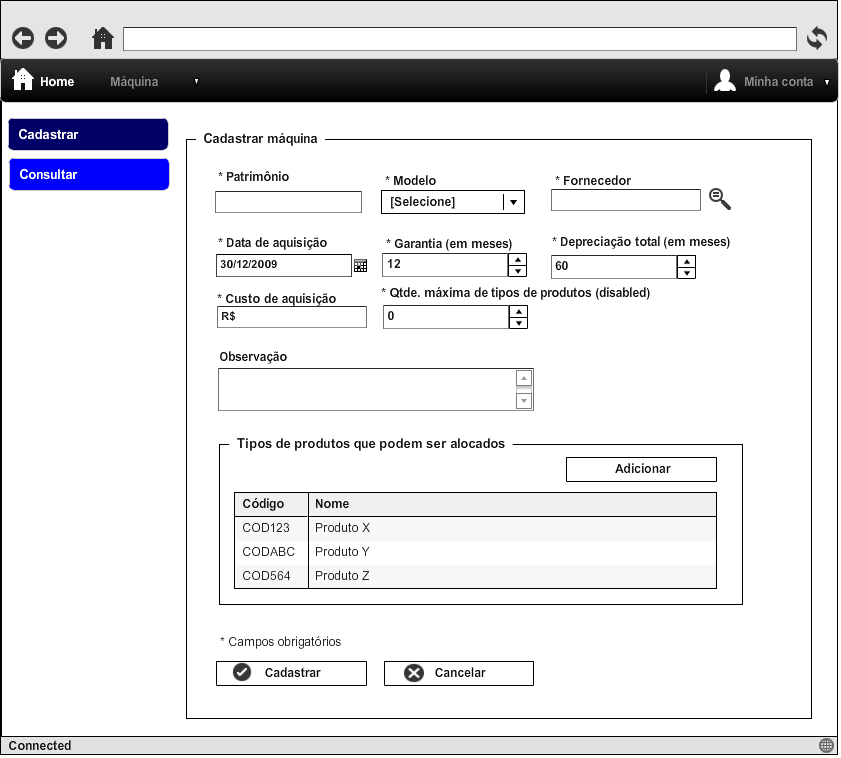 Home Máquina Minha conta
Cadastrar
Consultar
Cadastrar máquina
* Patrimônio * Modelo * Fornecedor
[Selecione]
* Data de aquisição * Garantia (em meses) * Depreciação total (em meses)
30/12/2009 12 60
* Custo de aquisição * Qtde. máxima de tipos de produtos (disabled)
R$ 0
Observação
Tipos de produtos que podem ser alocados
Adicionar
Código Nome
COD123 Produto X
CODABC Produto Y
COD564 Produto Z
* Campos obrigatórios
Cadastrar Cancelar
Connected